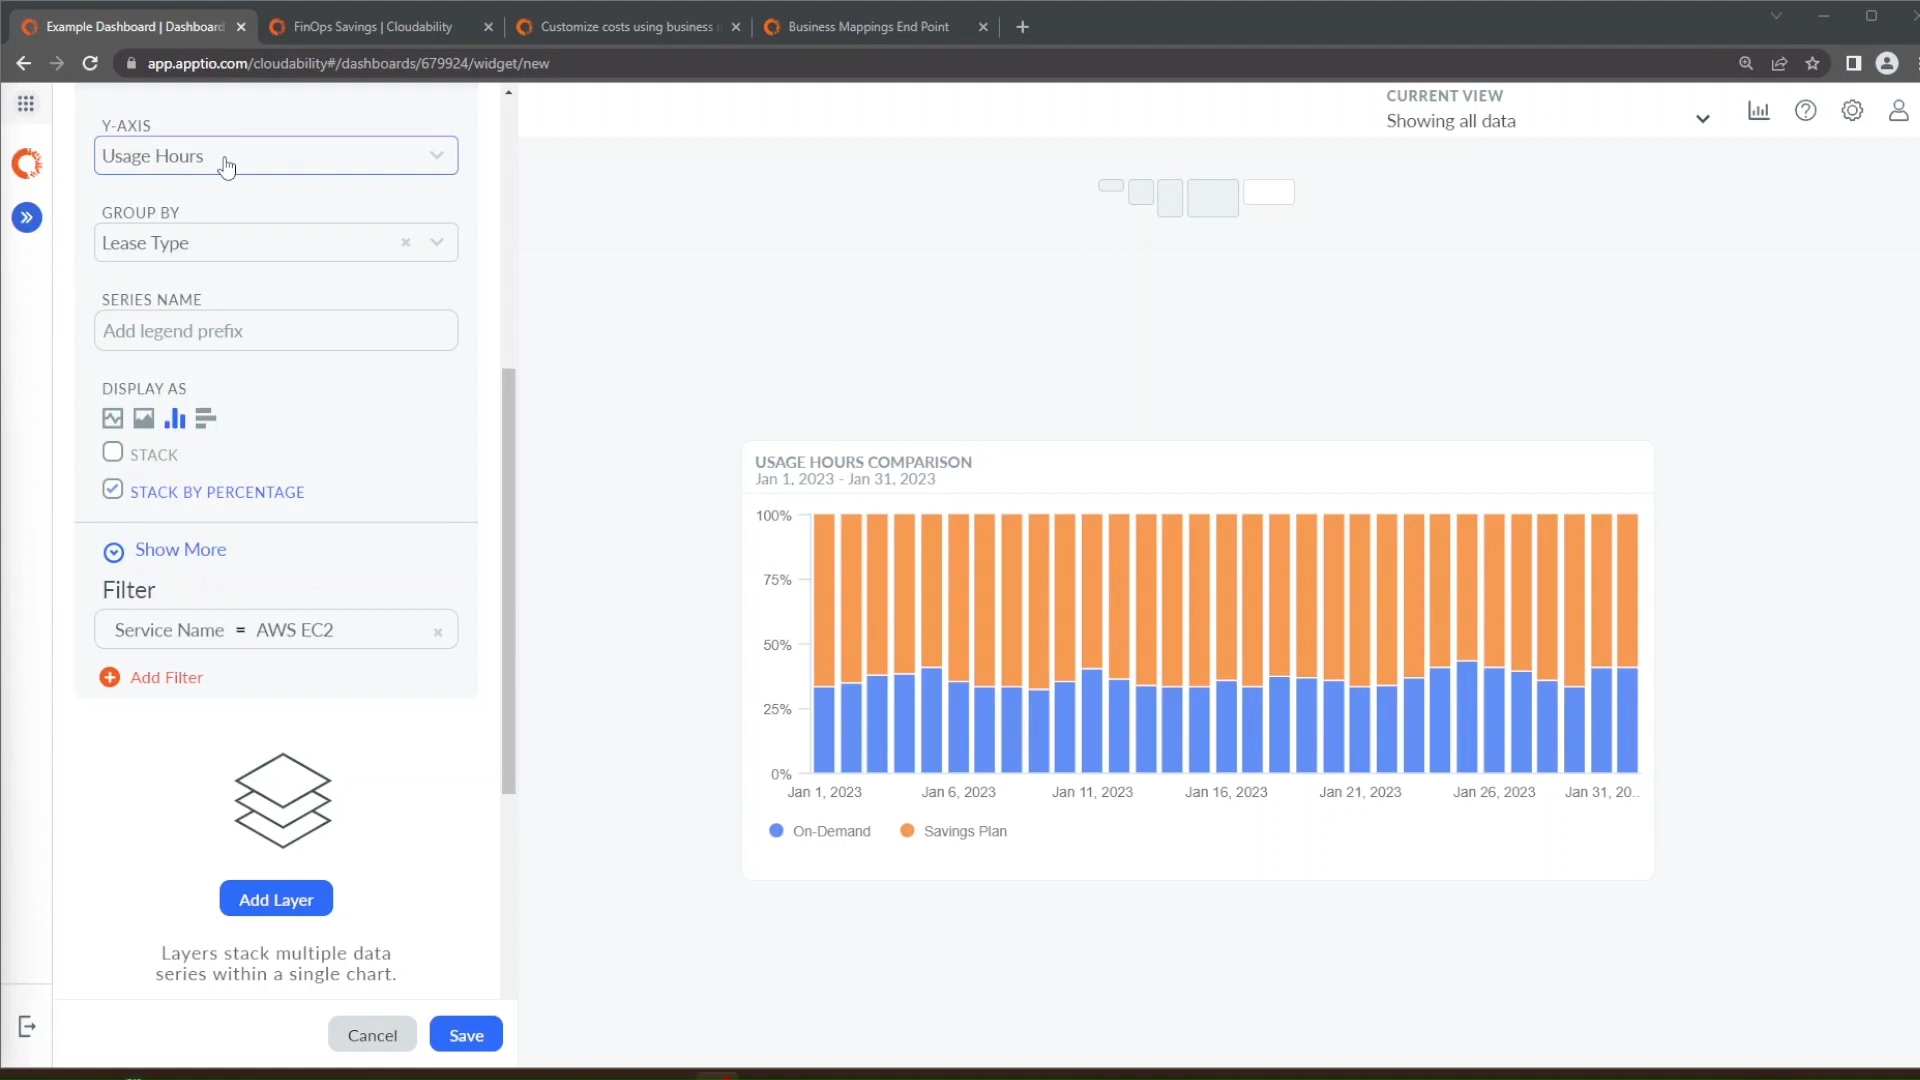 Example Dashboard | Dashboard
FinOps Savings | Cloudability
Customize costs using business
Business Mappings End Point
app.apptio.com/cloudability#/dashboards/679924/widget/new
CURRENT VIEW
Showing all data
Y-AXIS
Usage Hours
GROUP BY
Lease Type
SERIES NAME
Add legend prefix
DISPLAY AS
STACK
STACK BY PERCENTAGE
Show More
Filter
Service Name = AWS EC2
Add Filter
Add Layer
Layers stack multiple data
series within a single chart.
Cancel
Save
USAGE HOURS COMPARISON
Jan 1, 2023 - Jan 31, 2023
100%
75%
50%
25%
0%
Jan 1, 2023
Jan 6, 2023
Jan 11, 2023
Jan 16, 2023
Jan 21, 2023
Jan 26, 2023
Jan 31, 20..
On-Demand
Savings Plan